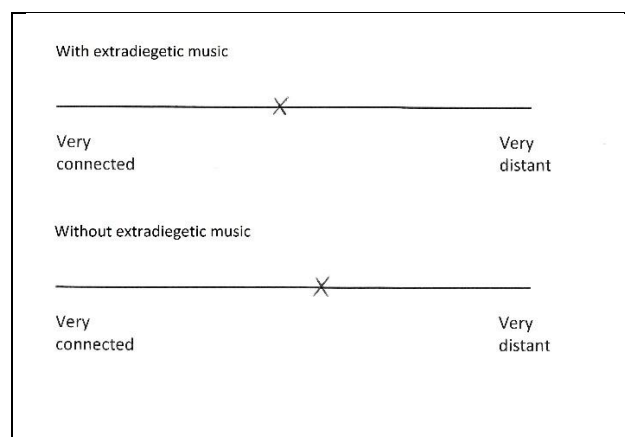 With extradiegetic music
Very Very
connected distant
Without extradiegetic music
Very Very
connected distant